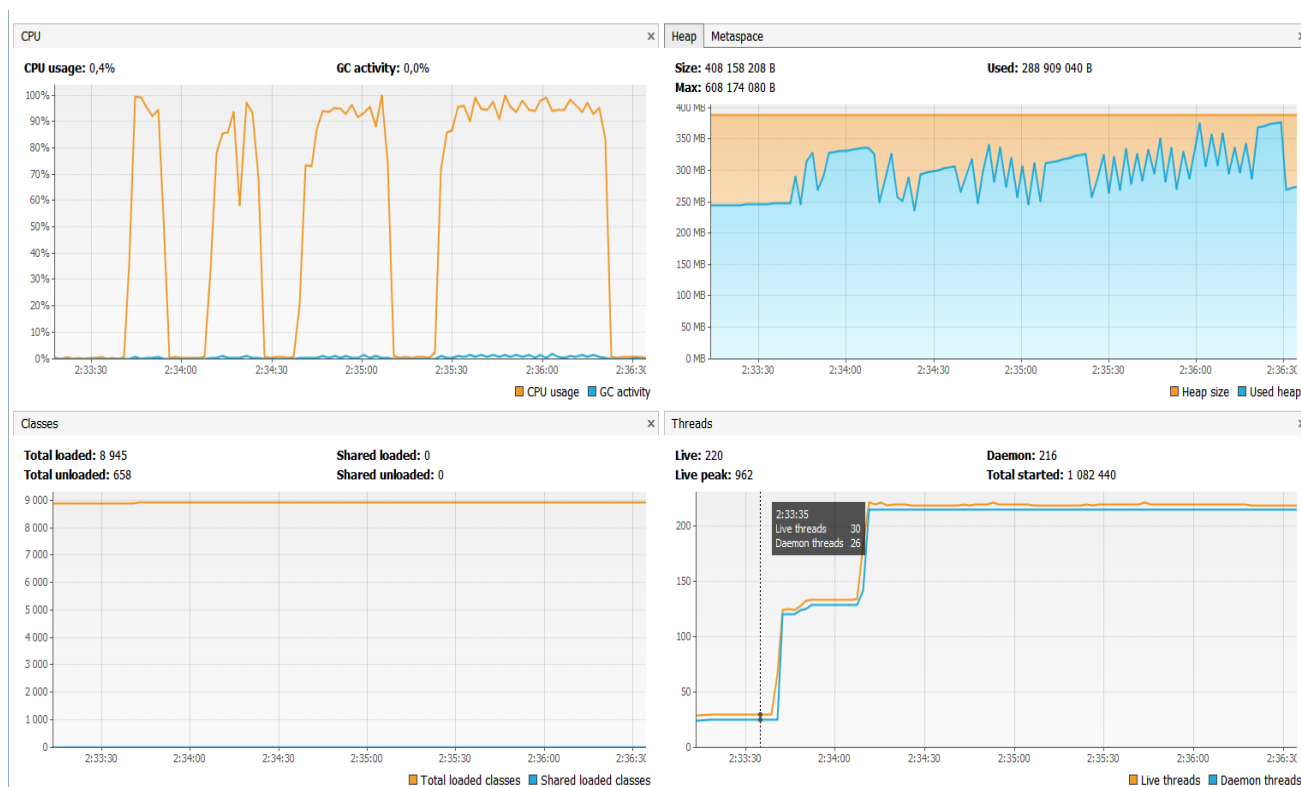 CPU x
CPU usage: 0,4% GC activity: 0,0%
100%
90%
80%
70%
60%
50%
40%
30%
20%
10%
0%
2:33:30 2:34:00 2:34:30 2:35:00 2:35:30 2:36:00 2:36:30
CPU usage GC activity
Heap Metaspace
Size: 408 158 208 B Used: 288 909 040 B
Max: 608 174 080 B
400 MB
350 MB
300 MB
250 MB
200 MB
150 MB
100 MB
50 MB
0 MB
2:33:30 2:34:00 2:34:30 2:35:00 2:35:30 2:36:00 2:36:30
Heap size Used heap
Classes x
Total loaded: 8 945 Shared loaded: 0
Total unloaded: 658 Shared unloaded: 0
9 000
8 000
7 000
6 000
5 000
4 000
3 000
2 000
1 000
0
2:33:30 2:34:00 2:34:30 2:35:00 2:35:30 2:36:00 2:36:30
Total loaded classes Shared loaded classes
Threads
Live: 220 Daemon: 216
Live peak: 962 Total started: 1 082 440
200
150
100
50
0
2:33:35
Live threads 30
Daemon threads 26
2:33:30 2:34:00 2:34:30 2:35:00 2:35:30 2:36:00 2:36:30
Live threads Daemon threads